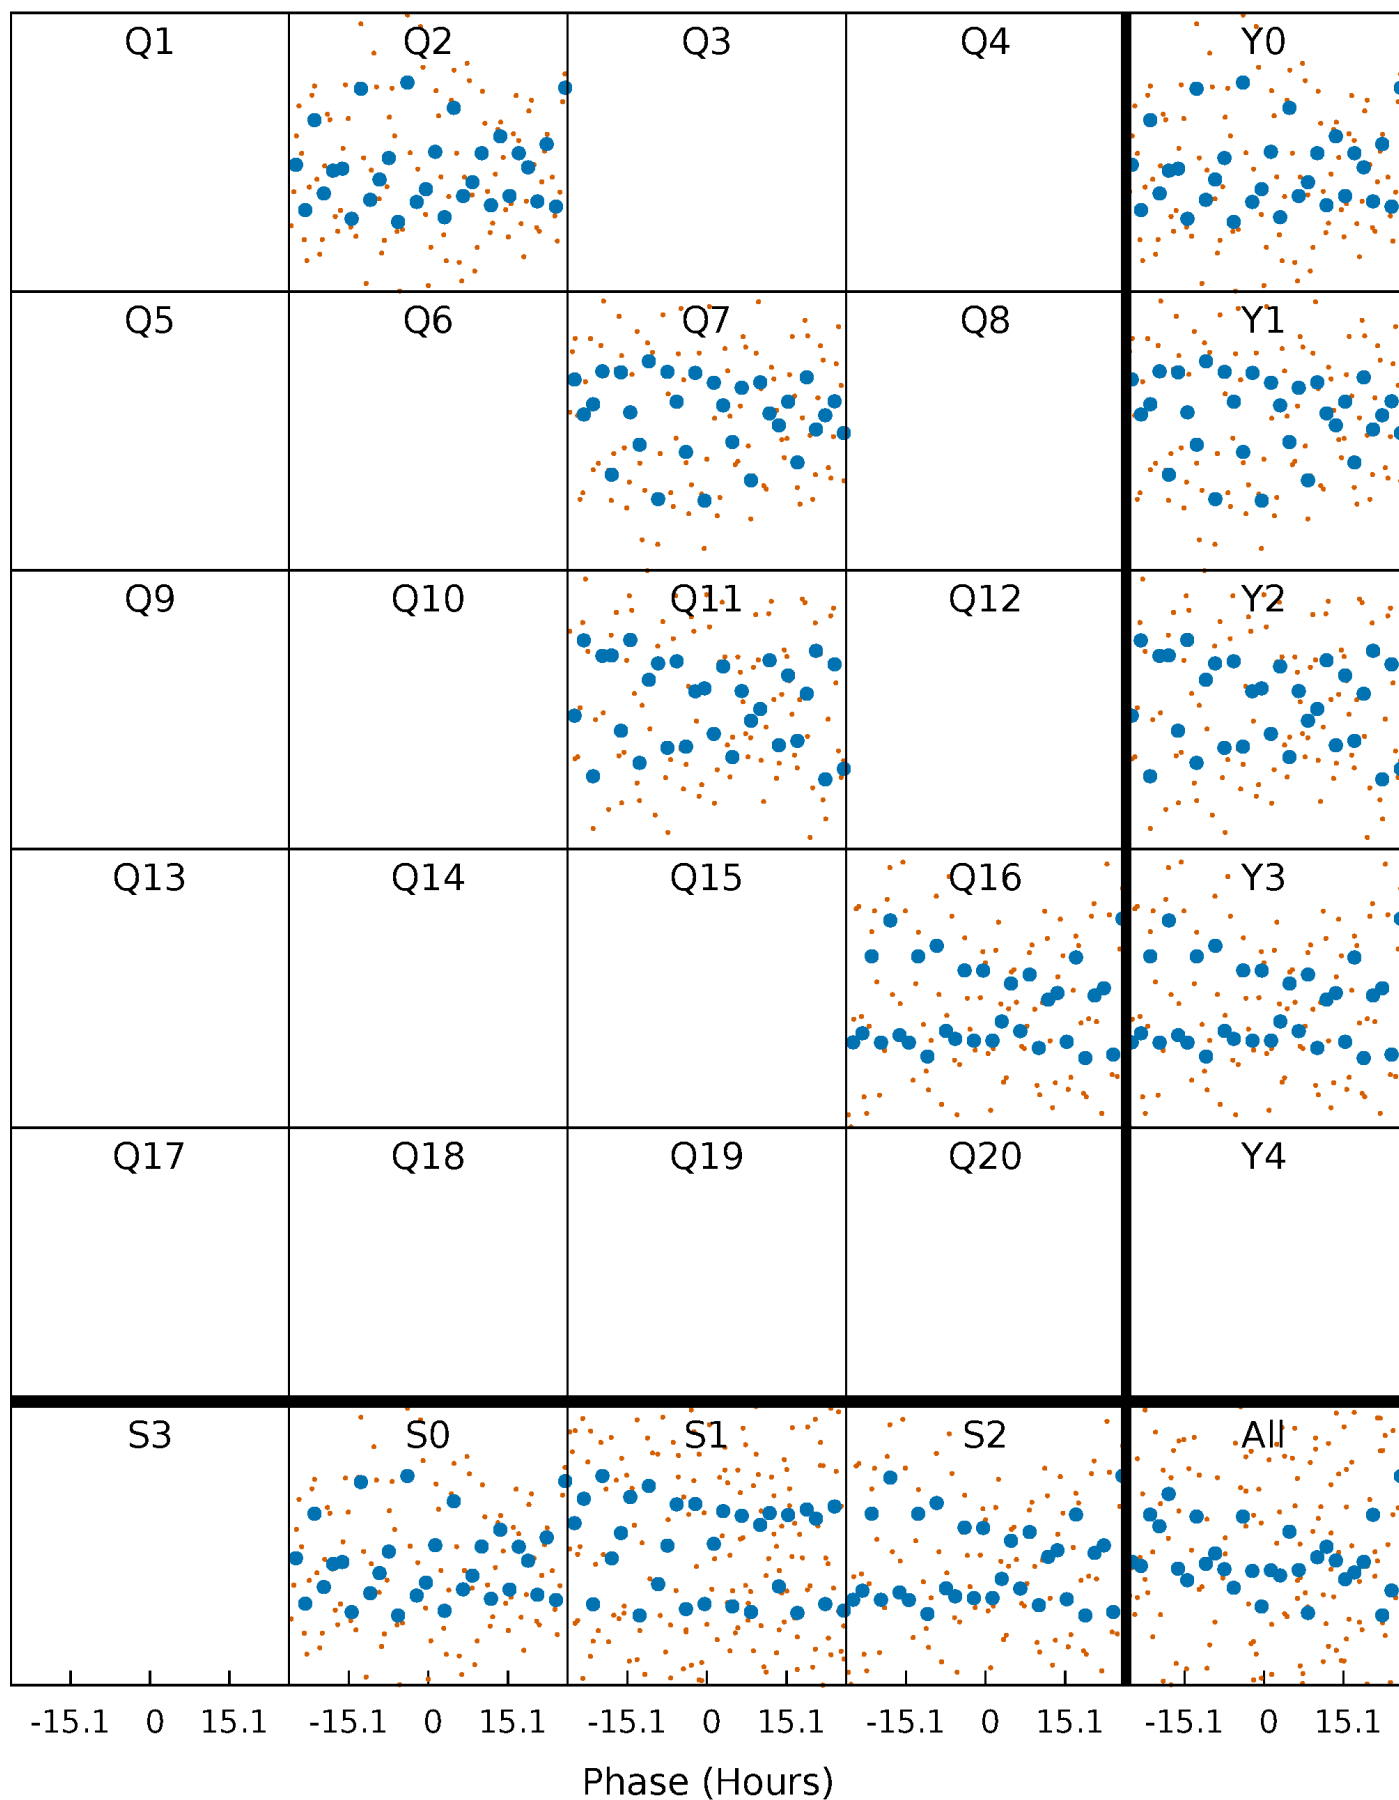 Q1 Q2 Q3 Q4 Y0
Q5 Q6 Q7 Q8 Y1
Q9 Q10 Q11 Q12 Y2
Q13 Q14 Q15 Q16 Y3
Q17 Q18 Q19 Q20 Y4
S3 S0 S1 S2 All
-15.1 0 15.1 -15.1 0 15.1 -15.1 0 15.1 -15.1 0 15.1 -15.1 0 15.1
Phase (Hours)